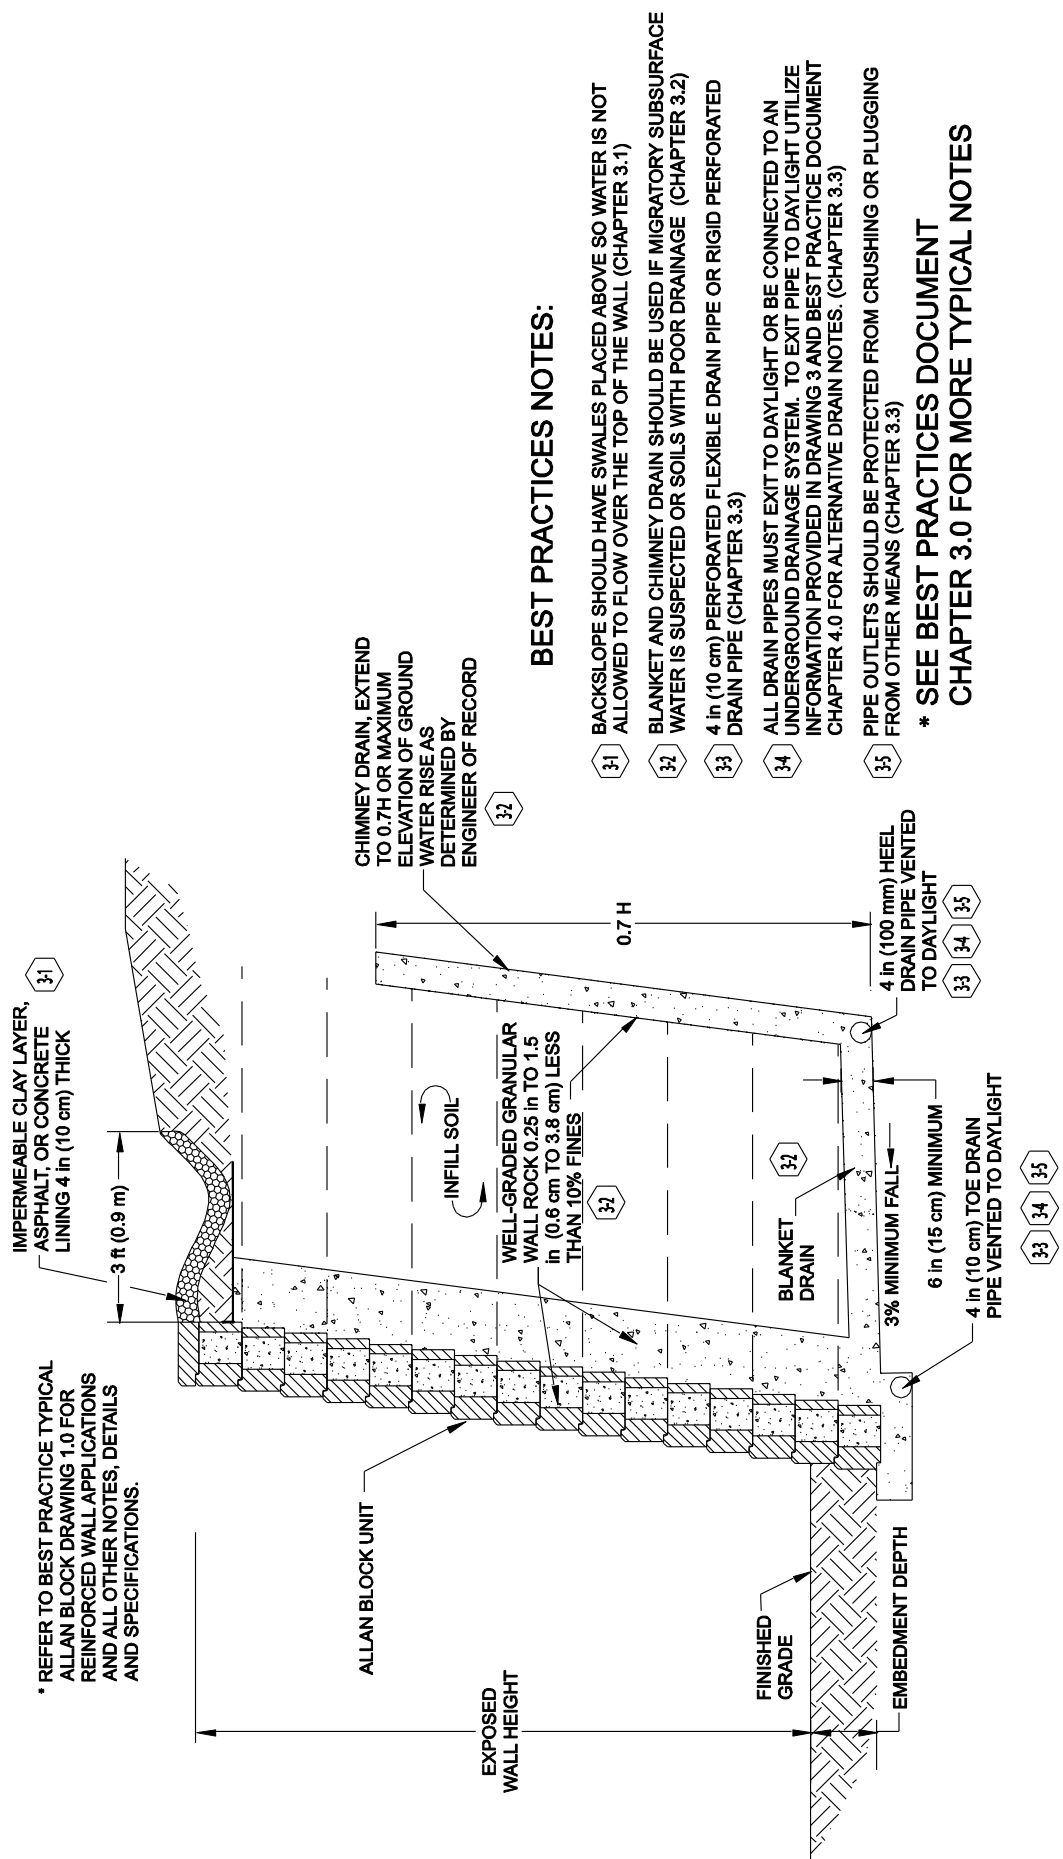 * REFER TO BEST PRACTICE TYPICAL
ALLAN BLOCK DRAWING 1.0 FOR
REINFORCED WALL APPLICATIONS
AND ALL OTHER NOTES, DETAILS
AND SPECIFICATIONS.
IMPERMEABLE CLAY LAYER,
ASPHALT, OR CONCRETE
LINING 4 in (10 cm) THICK
3-1
3 ft (0.9 m)
ALLAN BLOCK UNIT
EXPOSED
WALL HEIGHT
FINISHED
GRADE
EMBEDMENT DEPTH
INFILL SOIL
WELL-GRADED GRANULAR
WALL ROCK 0.25 in TO 1.5
in (0.6 cm TO 3.8 cm) LESS
THAN 10% FINES
3-2
BLANKET
DRAIN
3-2
3% MINIMUM FALL
6 in (15 cm) MINIMUM
4 in (10 cm) TOE DRAIN
PIPE VENTED TO DAYLIGHT
3-3 3-4 3-5
CHIMNEY DRAIN, EXTEND
TO 0.7H OR MAXIMUM
ELEVATION OF GROUND
WATER RISE AS
DETERMINED BY
ENGINEER OF RECORD
3-2
0.7 H
4 in (100 mm) HEEL
DRAIN PIPE VENTED
TO DAYLIGHT
3-3 3-4 3-5
BEST PRACTICES NOTES:
3-1 BACKSLOPE SHOULD HAVE SWALES PLACED ABOVE SO WATER IS NOT
ALLOWED TO FLOW OVER THE TOP OF THE WALL (CHAPTER 3.1)
3-2 BLANKET AND CHIMNEY DRAIN SHOULD BE USED IF MIGRATORY SUBSURFACE
WATER IS SUSPECTED OR SOILS WITH POOR DRAINAGE (CHAPTER 3.2)
3-3 4 in (10 cm) PERFORATED FLEXIBLE DRAIN PIPE OR RIGID PERFORATED
DRAIN PIPE (CHAPTER 3.3)
3-4 ALL DRAIN PIPES MUST EXIT TO DAYLIGHT OR BE CONNECTED TO AN
UNDERGROUND DRAINAGE SYSTEM. TO EXIT PIPE TO DAYLIGHT UTILIZE
INFORMATION PROVIDED IN DRAWING 3 AND BEST PRACTICE DOCUMENT
CHAPTER 4.0 FOR ALTERNATIVE DRAIN NOTES. (CHAPTER 3.3)
3-5 PIPE OUTLETS SHOULD BE PROTECTED FROM CRUSHING OR PLUGGING
FROM OTHER MEANS (CHAPTER 3.3)
* SEE BEST PRACTICES DOCUMENT
CHAPTER 3.0 FOR MORE TYPICAL NOTES